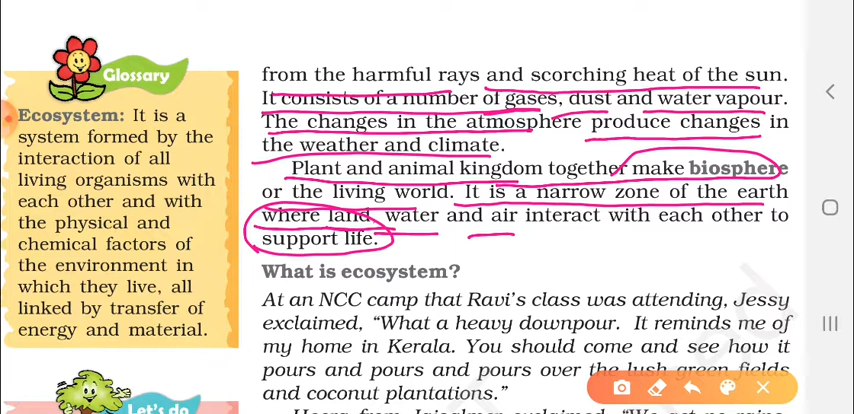 Glossary
Ecosystem: It is a
system formed by the
interaction of all
living organisms with
each other and with
the physical and
chemical factors of
the environment in
which they live, all
linked by transfer of
energy and material.
Let's do
from the harmful rays and scorching heat of the sun.
It consists of a number of gases, dust and water vapour.
The changes in the atmosphere produce changes in
the weather and climate.
Plant and animal kingdom together make biosphere
or the living world. It is a narrow zone of the earth
where land, water and air interact with each other to
support life.
What is ecosystem?
At an NCC camp that Ravi's class was attending, Jessy
exclaimed, “What a heavy downpour. It reminds me of
my home in Kerala. You should come and see how it
pours and pours and pours over the lush green fields
and coconut plantations.”